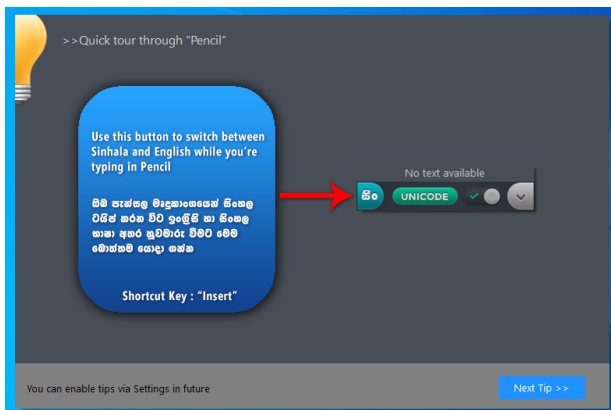 >>Quick tour through "Pencil"
Use this button to switch between
Sinhala and English while you're
typing in Pencil
ඔබ පැන්සල මෘදුකාංගයෙන් සිංහල
ටයිප් කරන විට ඉංග්‍රීසි හා සිංහල
භාෂා අතර හුවමාරු වීමට මෙම
බොත්තම යොදා ගන්න
Shortcut Key : "Insert"
No text available
සිං UNICODE
You can enable tips via Settings in future
Next Tip >>